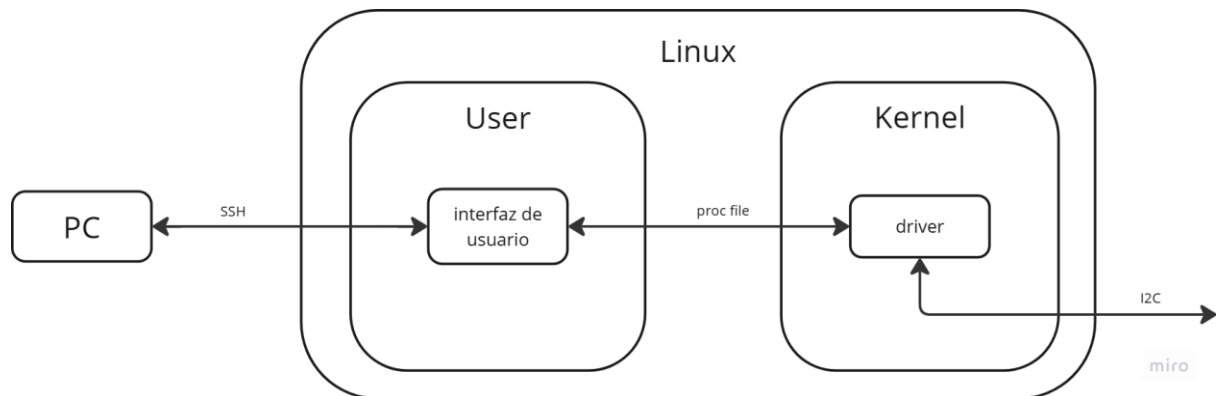 Linux
User
Kernel
PC
SSH
interfaz de
usuario
proc file
driver
I2C
miro